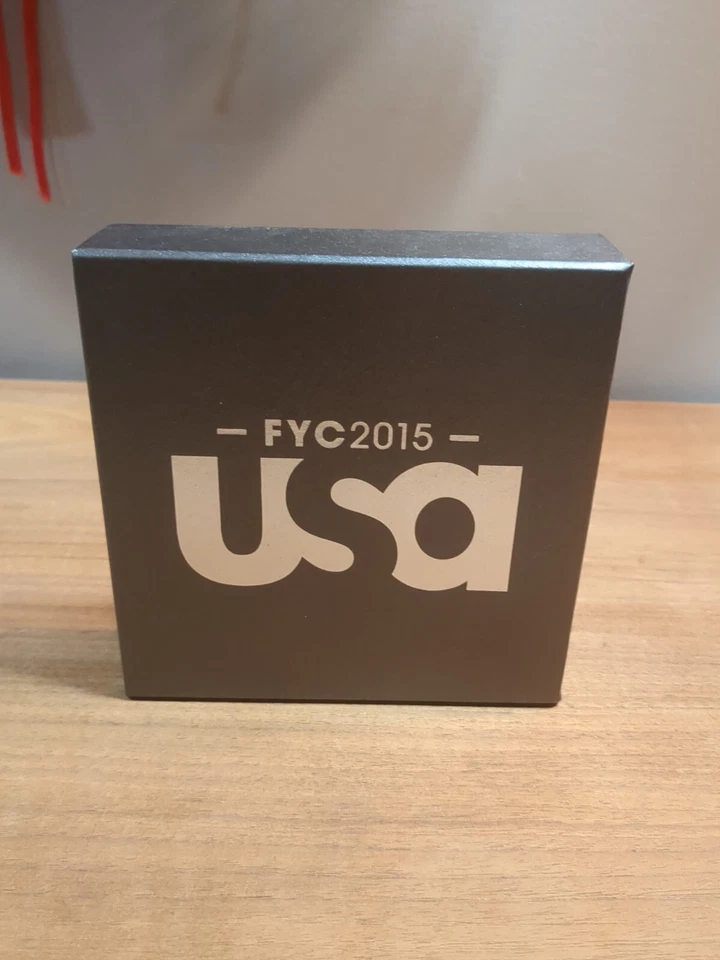 — FYC2015 —
usa